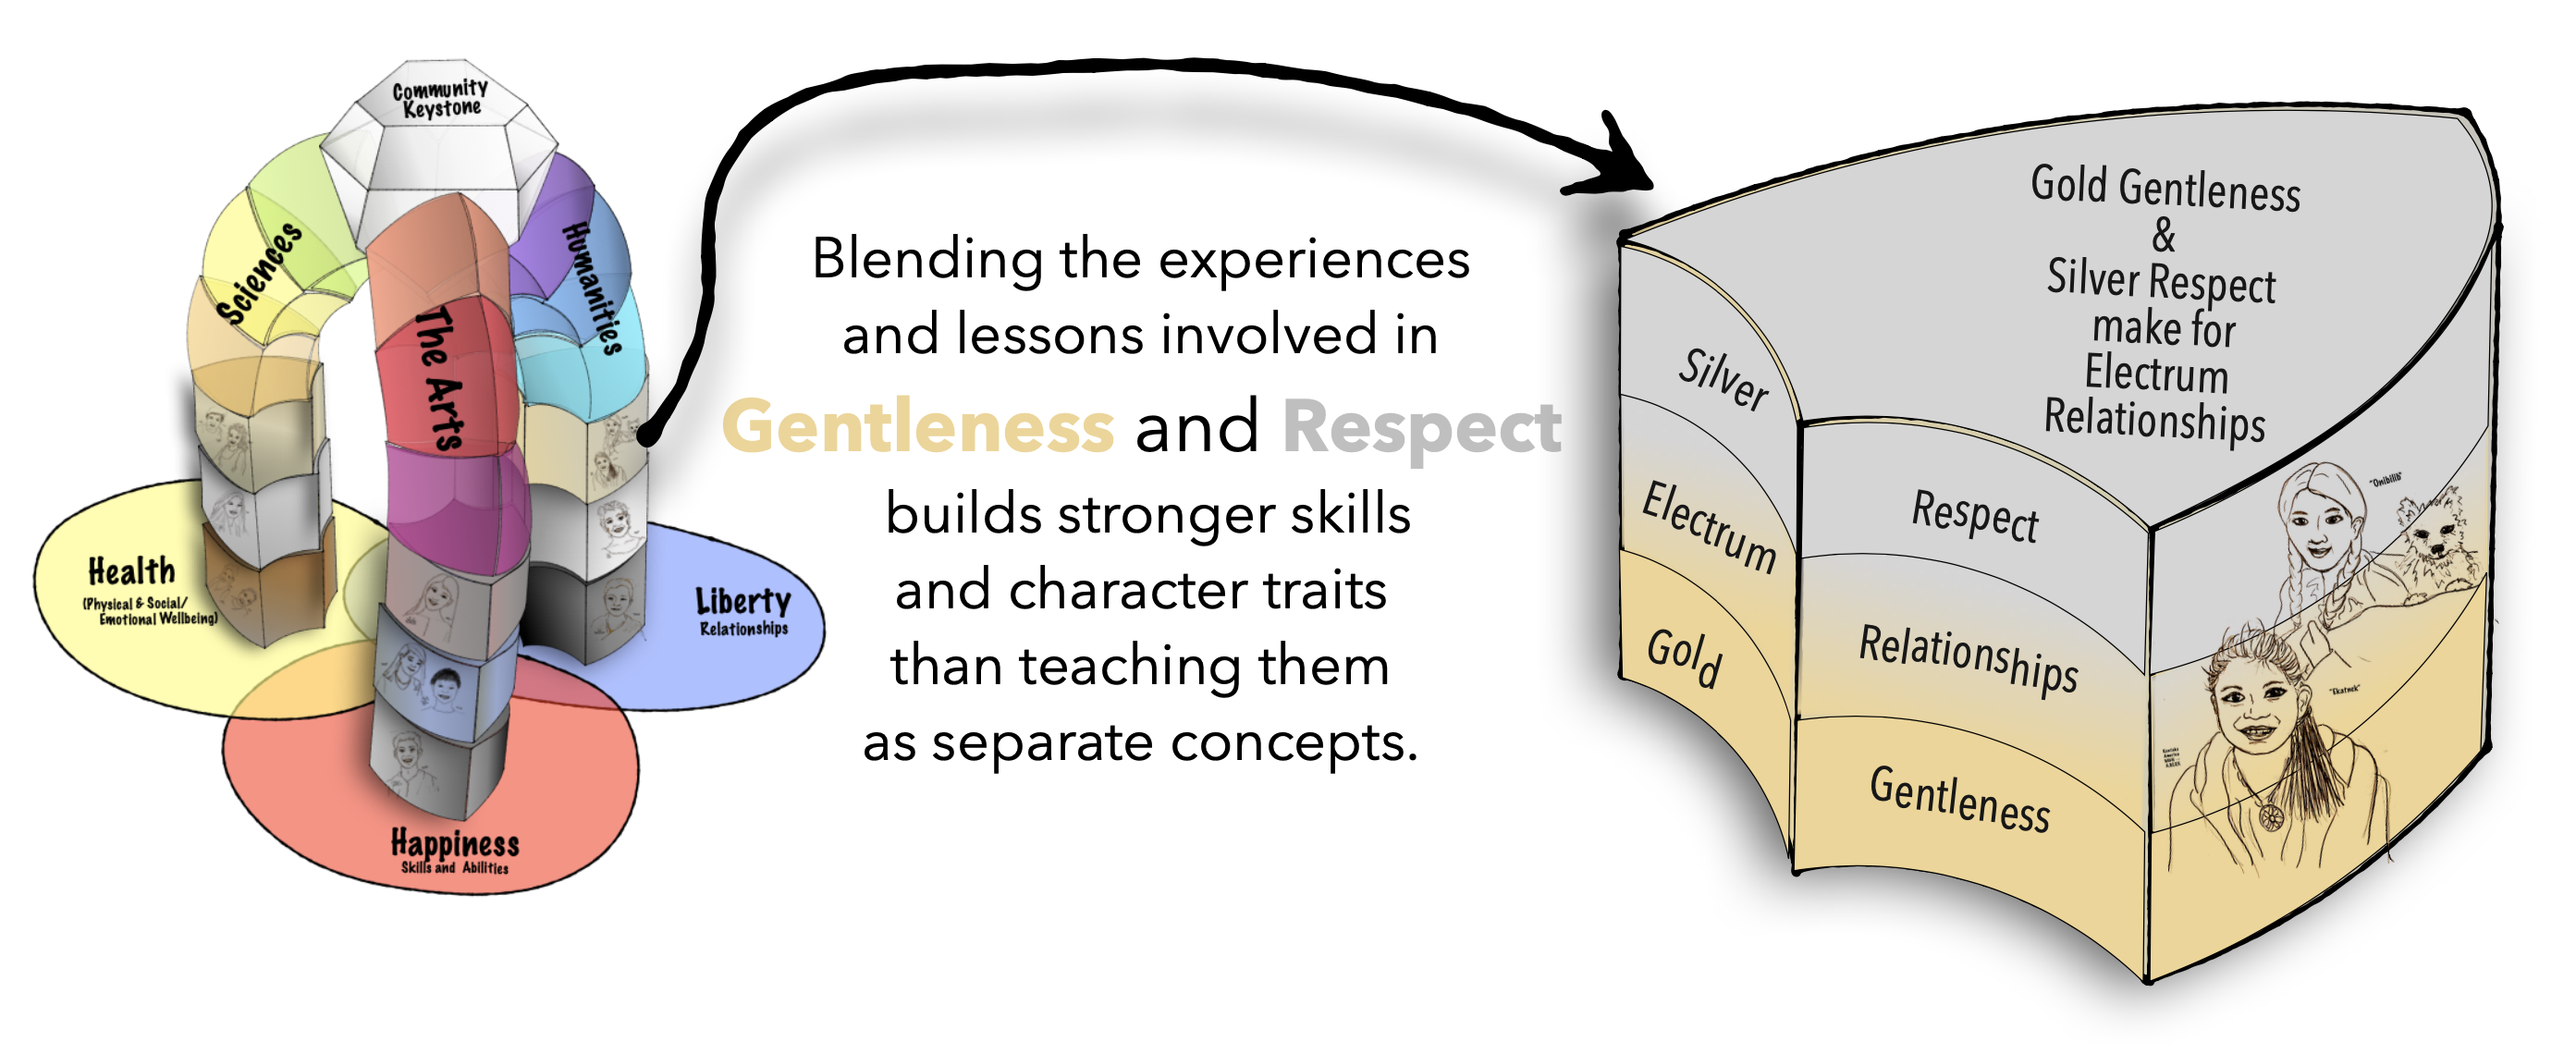 Community
Keystone
Sciences
Humanities
The Arts
Health
(Physical & Social/
Emotional Wellbeing)
Liberty
Relationships
Happiness
Skills and Abilities
Blending the experiences
and lessons involved in
Gentleness and Respect
builds stronger skills
and character traits
than teaching them
as separate concepts.
Gold Gentleness
&
Silver Respect
make for
Electrum
Relationships
Silver
Electrum
Gold
Respect
Relationships
Gentleness
"Onibilib"
"Ekatnek"